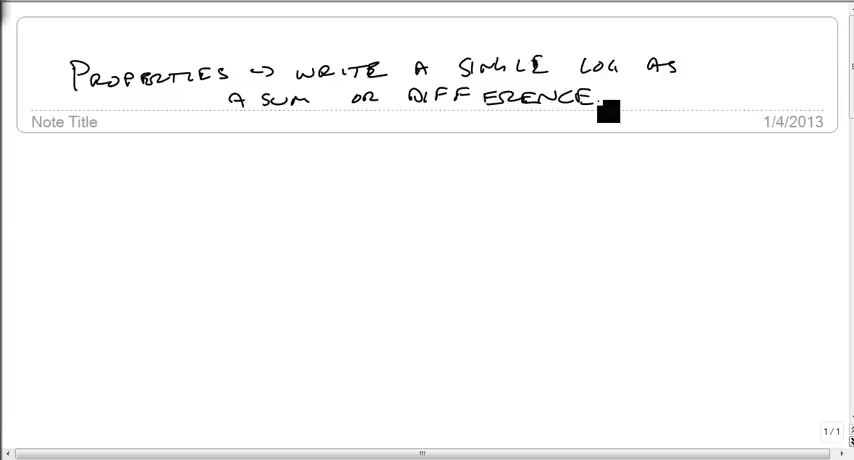 PROPERTIES -> WRITE A SINGLE LOG AS
A SUM OR DIFFERENCE.
Note Title
1/4/2013
1/1